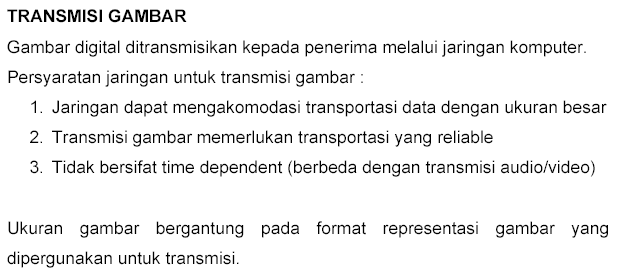 TRANSMISI GAMBAR
Gambar digital ditransmisikan kepada penerima melalui jaringan komputer.
Persyaratan jaringan untuk transmisi gambar :
1. Jaringan dapat mengakomodasi transportasi data dengan ukuran besar
2. Transmisi gambar memerlukan transportasi yang reliable
3. Tidak bersifat time dependent (berbeda dengan transmisi audio/video)
Ukuran gambar bergantung pada format representasi gambar yang
dipergunakan untuk transmisi.